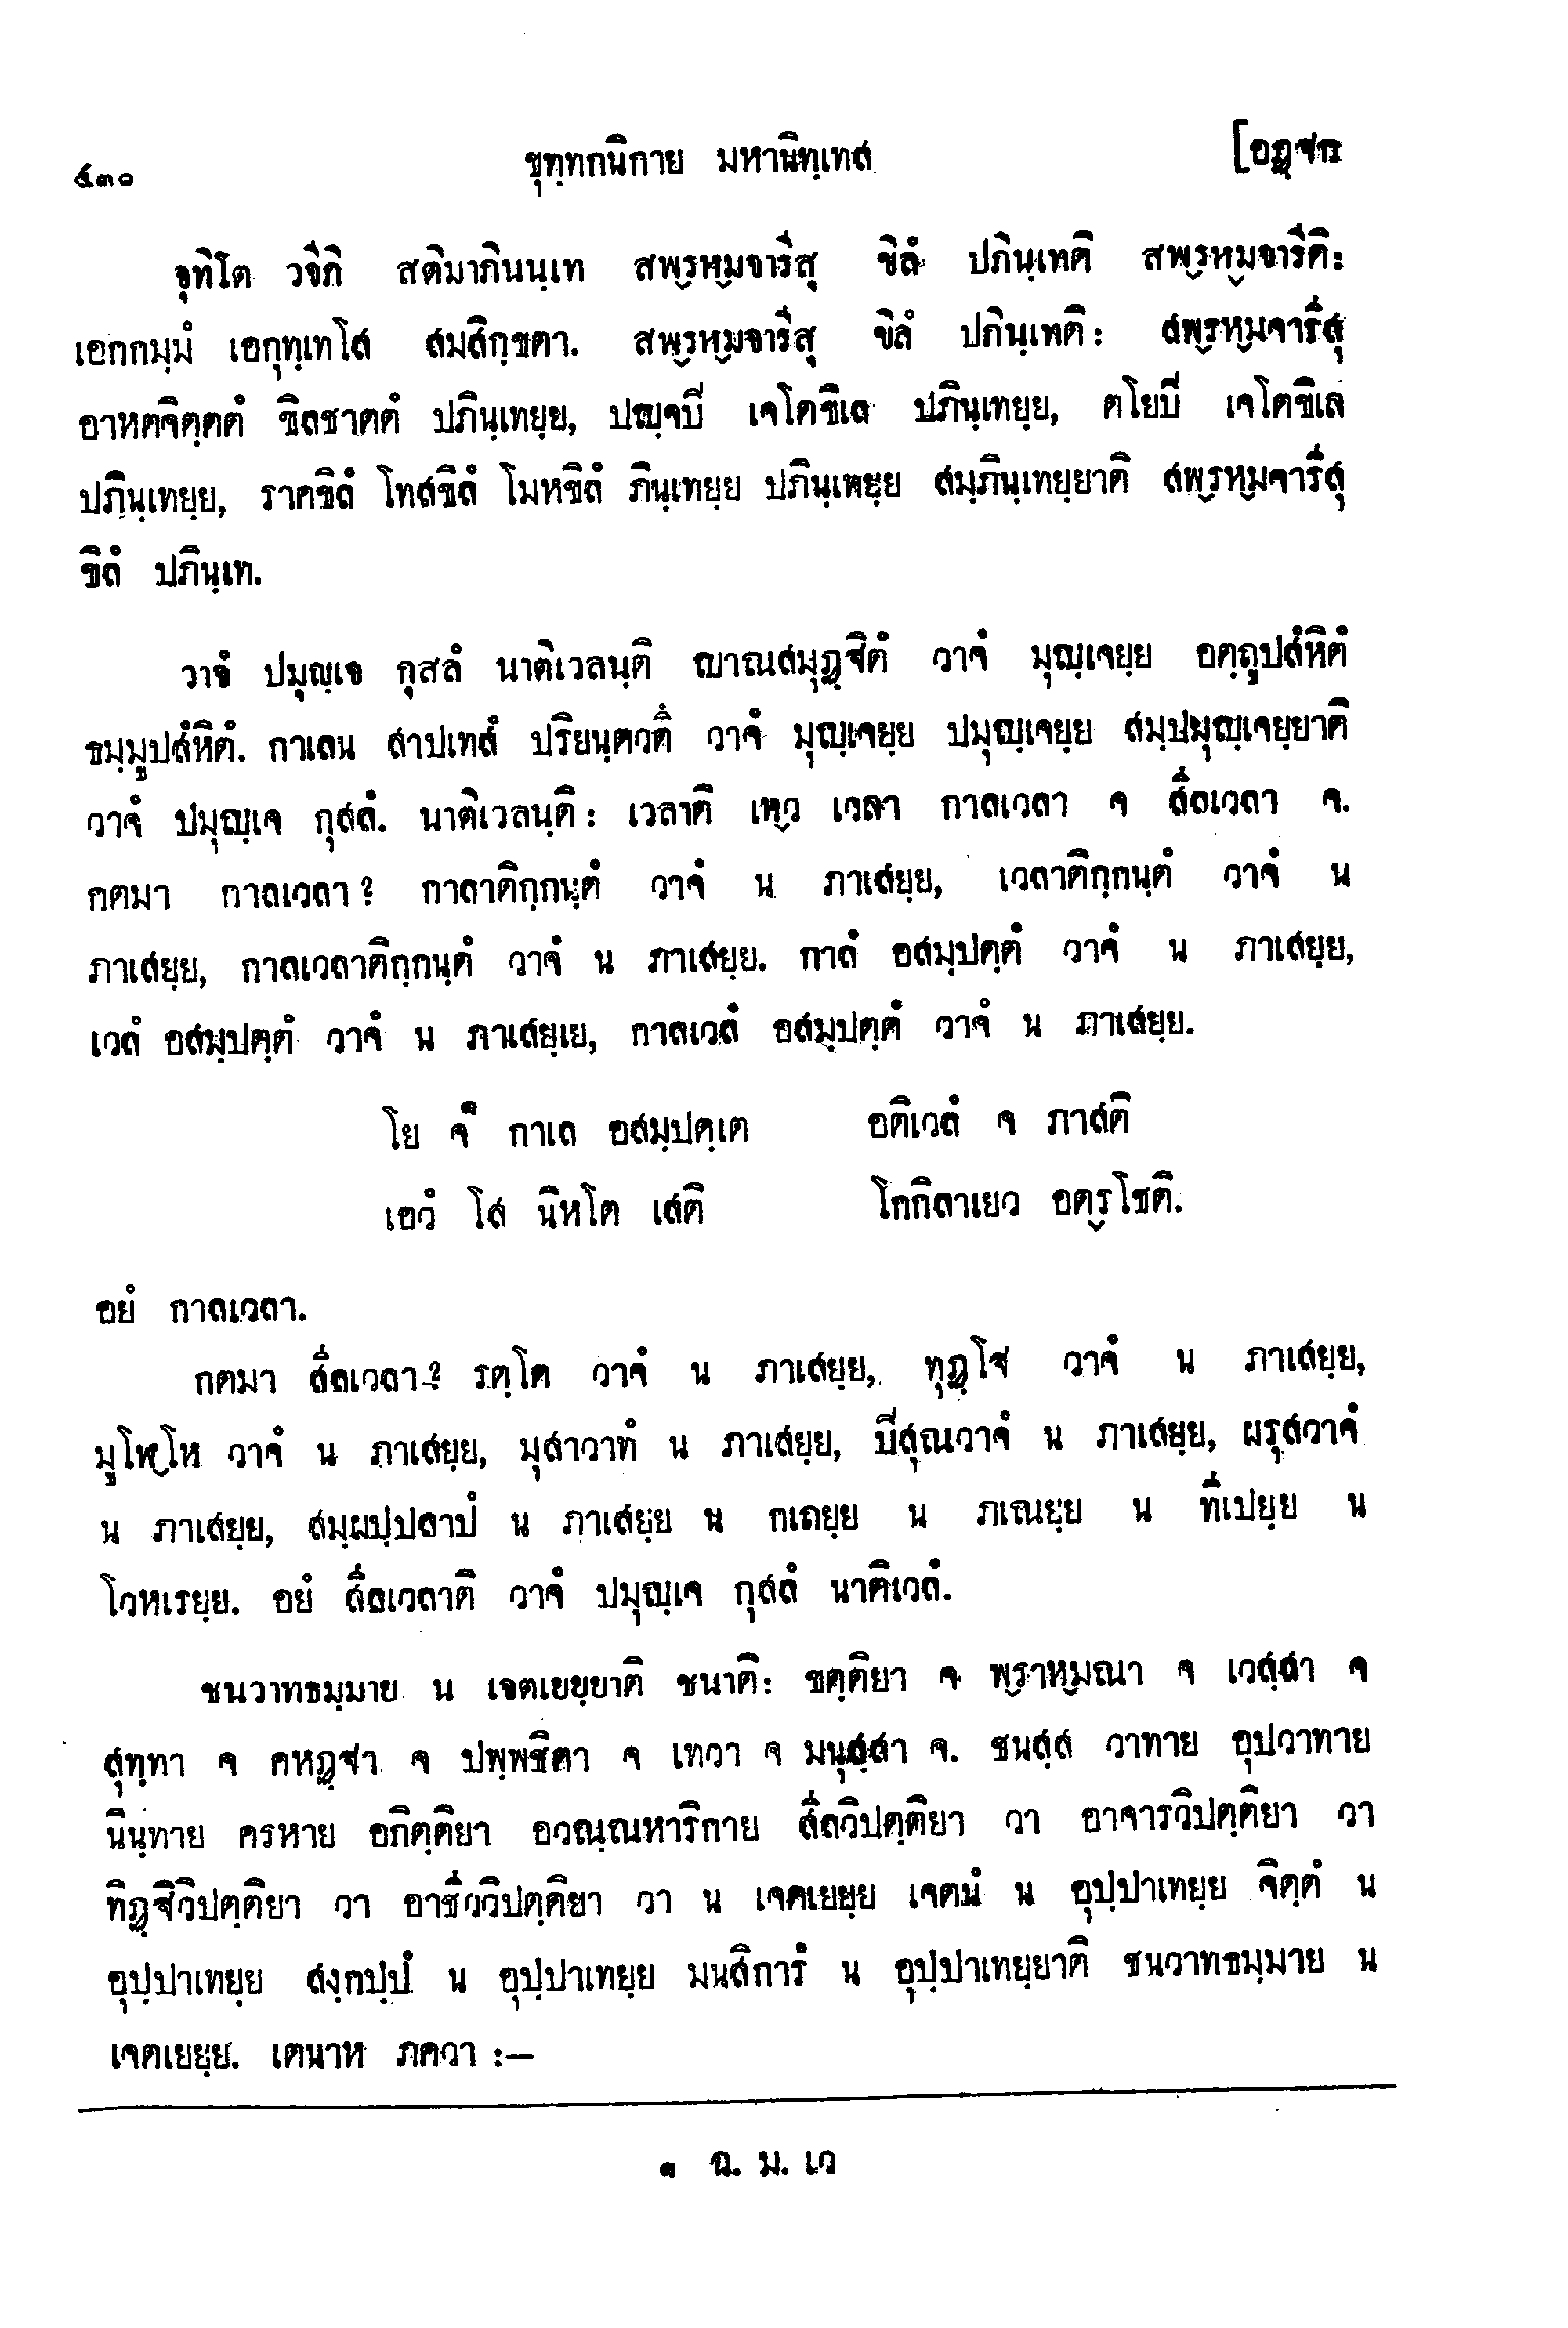 ๕๓๐ ขุทฺทกนิกาย มหานิทฺเทส [อฏฺฐก
จุทิโต วจีภิ สติมาภินนฺเท สพฺรหฺมจารีสุ ขิลํ ปภินฺเทติ สพฺรหฺมจารีติ:
เอกกมฺมํ เอกุทฺเทโส สมสิกฺขตา. สพฺรหฺมจารีสุ ขิลํ ปภินฺเทติ: สพฺรหฺมจารีสุ
อาหตจิตฺตตํ ขิลชาตตํ ปภินฺเทยฺย, ปญฺจปิ เจโตขิเล ปภินฺเทยฺย, ตโยปิ เจโตขิเล
ปภินฺเทยฺย, ราคขิลํ โทสขิลํ โมหขิลํ ภินฺเทยฺย ปภินฺเทยฺย สมฺภินฺเทยฺยาติ สพฺรหฺมจารีสุ
ขิลํ ปภินฺเท.
วาจํ ปมุญฺเจ กุสลํ นาติเวลนฺติ ญาณสมุฏฺฐิตํ วาจํ มุญฺเจยฺย อตฺถูปสํหิตํ
ธมฺมูปสํหิตํ. กาเลน สาปเทสํ ปริยนฺตวตึ วาจํ มุญฺเจยฺย ปมุญฺเจยฺย สมฺปมุญฺเจยฺยาติ
วาจํ ปมุญฺเจ กุสลํ. นาติเวลนฺติ: เวลาติ เทฺว เวลา กาลเวลา จ สีลเวลา จ.
กตมา กาลเวลา? กาลาติกฺกนฺตํ วาจํ น ภาเสยฺย, เวลาติกฺกนฺตํ วาจํ น
ภาเสยฺย, กาลเวลาติกฺกนฺตํ วาจํ น ภาเสยฺย. กาลํ อสมฺปตฺตํ วาจํ น ภาเสยฺย,
เวลํ อสมฺปตฺตํ วาจํ น ภาเสยฺเย, กาลเวลํ อสมฺปตฺตํ วาจํ น ภาเสยฺย.
โย จ๑ กาเล อสมฺปตฺเต อติเวลํ จ ภาสติ
เอวํ โส นิหโต เสติ โกกิลาเยว อตฺรโชติ.
อยํ กาลเวลา.
กตมา สีลเวลา? รตฺโต วาจํ น ภาเสยฺย, ทุฏฺโฐ วาจํ น ภาเสยฺย,
มูโฬฺห วาจํ น ภาเสยฺย, มุสาวาทํ น ภาเสยฺย, ปิสุณวาจํ น ภาเสยฺย, ผรุสวาจํ
น ภาเสยฺย, สมฺผปฺปลาปํ น ภาเสยฺย น กเถยฺย น ภเณยฺย น ทีเปยฺย น
โวหเรยฺย. อยํ สีลเวลาติ วาจํ ปมุญฺเจ กุสลํ นาติเวลํ.
ชนวาทธมฺมาย น เจตเยยฺยาติ ชนาติ: ขตฺติยา จ พฺราหฺมณา จ เวสฺสา จ
สุทฺทา จ คหฏฺฐา จ ปพฺพชิตา จ เทวา จ มนุสฺสา จ. ชนสฺส วาทาย อุปวาทาย
นินฺทาย ครหาย อกิตฺติยา อวณฺณหาริกาย สีลวิปตฺติยา วา อาจารวิปตฺติยา วา
ทิฏฺฐิวิปตฺติยา วา อาชีววิปตฺติยา วา น เจตเยยฺย เจตนํ น อุปฺปาเทยฺย จิตฺตํ น
อุปฺปาเทยฺย สงฺกปฺปํ น อุปฺปาเทยฺย มนสิการํ น อุปฺปาเทยฺยาติ ชนวาทธมฺมาย น
เจตเยยฺย. เตนาห ภควา :—
๑ ฉ. ม. เว